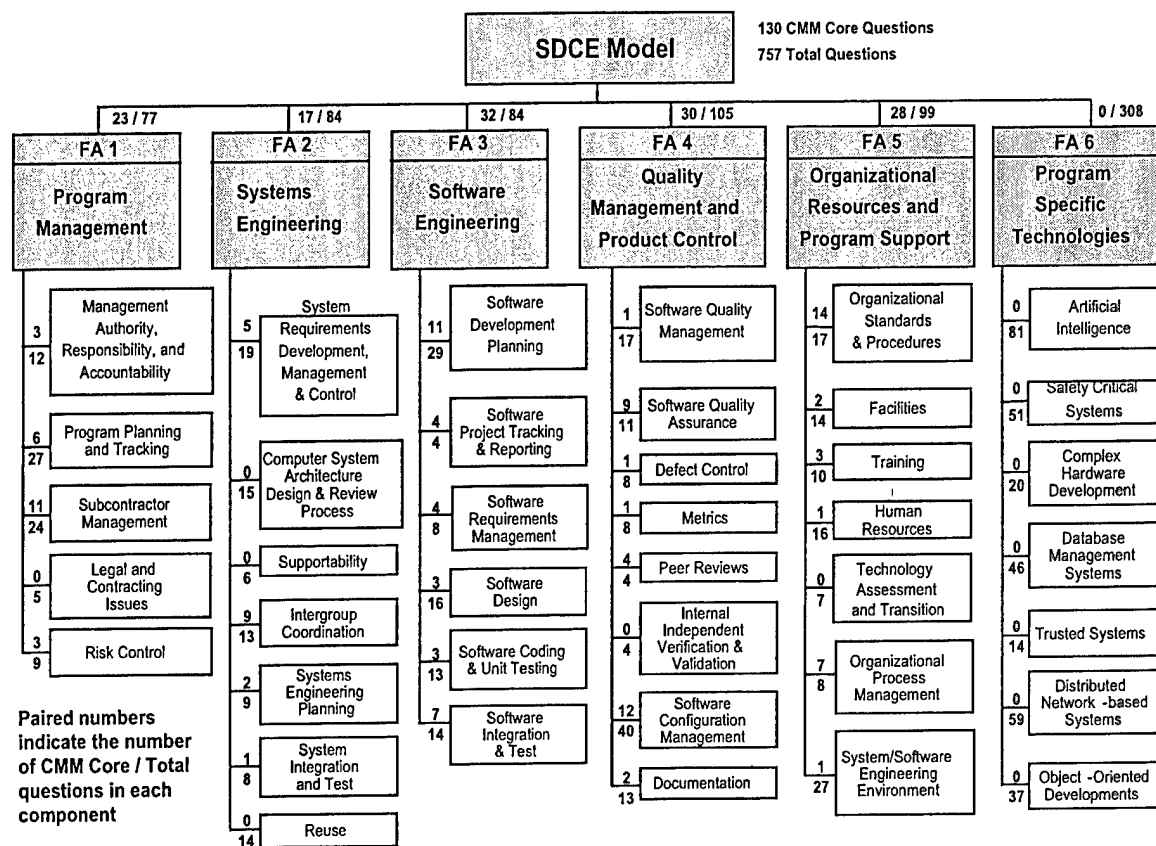 SDCE Model
130 CMM Core Questions
757 Total Questions
23 / 77
FA 1
Program
Management
3
12
Management
Authority,
Responsibility, and
Accountability
6
27
Program Planning
and Tracking
11
24
Subcontractor
Management
0
5
Legal and
Contracting
Issues
3
9
Risk Control
17 / 84
FA 2
Systems
Engineering
5
19
System
Requirements
Development,
Management
& Control
0
15
Computer System
Architecture
Design & Review
Process
0
6
Supportability
9
13
Intergroup
Coordination
2
9
Systems
Engineering
Planning
1
8
System
Integration
and Test
0
14
Reuse
32 / 84
FA 3
Software
Engineering
11
29
Software
Development
Planning
4
4
Software
Project Tracking
& Reporting
4
8
Software
Requirements
Management
3
16
Software
Design
3
13
Software Coding
& Unit Testing
7
14
Software
Integration
& Test
30 / 105
FA 4
Quality
Management and
Product Control
1
17
Software Quality
Management
9
11
Software Quality
Assurance
1
8
Defect Control
1
8
Metrics
4
4
Peer Reviews
0
4
Internal
Independent
Verification &
Validation
12
40
Software
Configuration
Management
2
13
Documentation
28 / 99
FA 5
Organizational
Resources and
Program Support
14
17
Organizational
Standards
& Procedures
2
14
Facilities
3
10
Training
1
16
Human
Resources
0
7
Technology
Assessment
and Transition
7
8
Organizational
Process
Management
1
27
System/Software
Engineering
Environment
0 / 308
FA 6
Program
Specific
Technologies
0
81
Artificial
Intelligence
0
51
Safety Critical
Systems
0
20
Complex
Hardware
Development
0
46
Database
Management
Systems
0
14
Trusted Systems
0
59
Distributed
Network -based
Systems
0
37
Object -Oriented
Developments
Paired numbers
indicate the number
of CMM Core / Total
questions in each
component